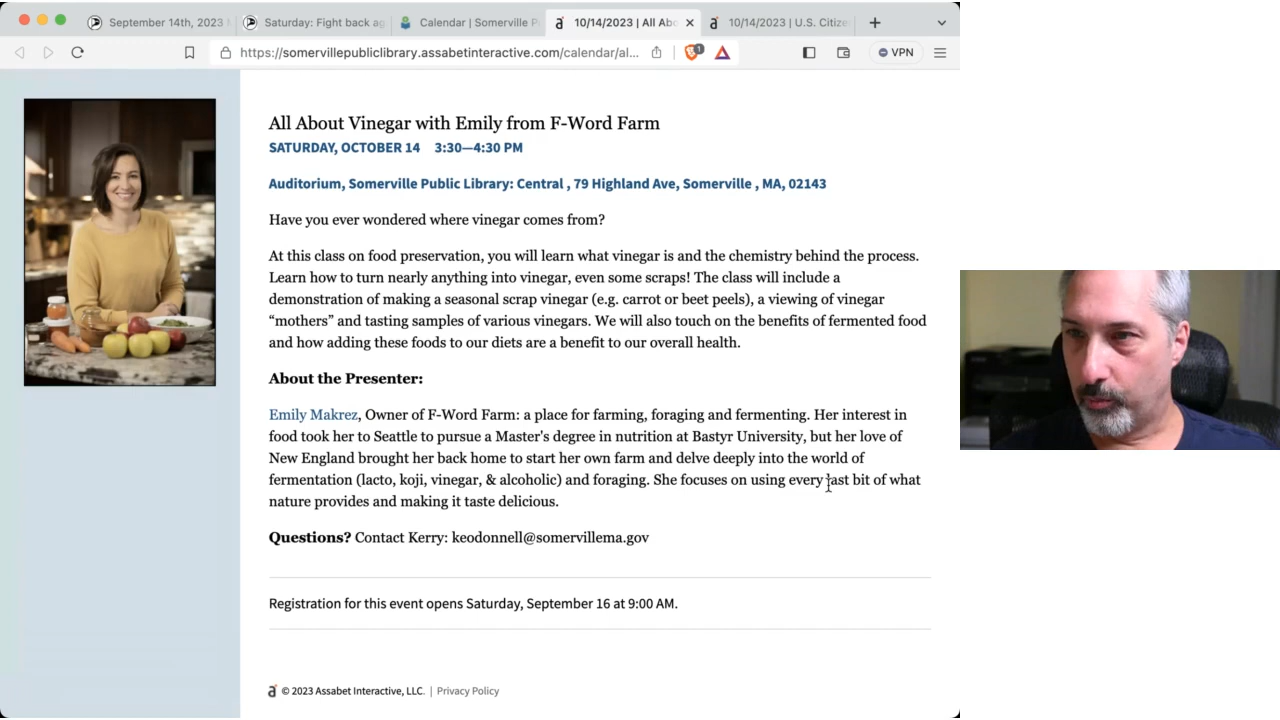 September 14th, 2023
Saturday: Fight back ag
Calendar | Somerville P
10/14/2023 | All Abo
10/14/2023 | U.S. Citize
https://somervillepubliclibrary.assabetinteractive.com/calendar/al...
1
VPN
All About Vinegar with Emily from F-Word Farm
SATURDAY, OCTOBER 14 3:30—4:30 PM
Auditorium, Somerville Public Library: Central , 79 Highland Ave, Somerville , MA, 02143
Have you ever wondered where vinegar comes from?
At this class on food preservation, you will learn what vinegar is and the chemistry behind the process.
Learn how to turn nearly anything into vinegar, even some scraps! The class will include a
demonstration of making a seasonal scrap vinegar (e.g. carrot or beet peels), a viewing of vinegar
“mothers” and tasting samples of various vinegars. We will also touch on the benefits of fermented food
and how adding these foods to our diets are a benefit to our overall health.
About the Presenter:
Emily Makrez, Owner of F-Word Farm: a place for farming, foraging and fermenting. Her interest in
food took her to Seattle to pursue a Master's degree in nutrition at Bastyr University, but her love of
New England brought her back home to start her own farm and delve deeply into the world of
fermentation (lacto, koji, vinegar, & alcoholic) and foraging. She focuses on using every last bit of what
nature provides and making it taste delicious.
Questions? Contact Kerry: keodonnell@somervillema.gov
Registration for this event opens Saturday, September 16 at 9:00 AM.
© 2023 Assabet Interactive, LLC. | Privacy Policy